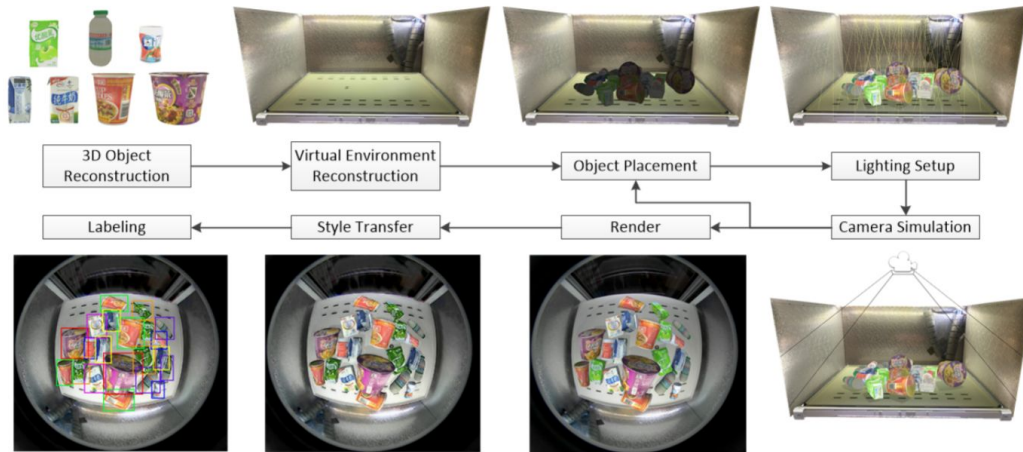 3D Object
Reconstruction
Virtual Environment
Reconstruction
Object Placement
Lighting Setup
Labeling
Style Transfer
Render
Camera Simulation